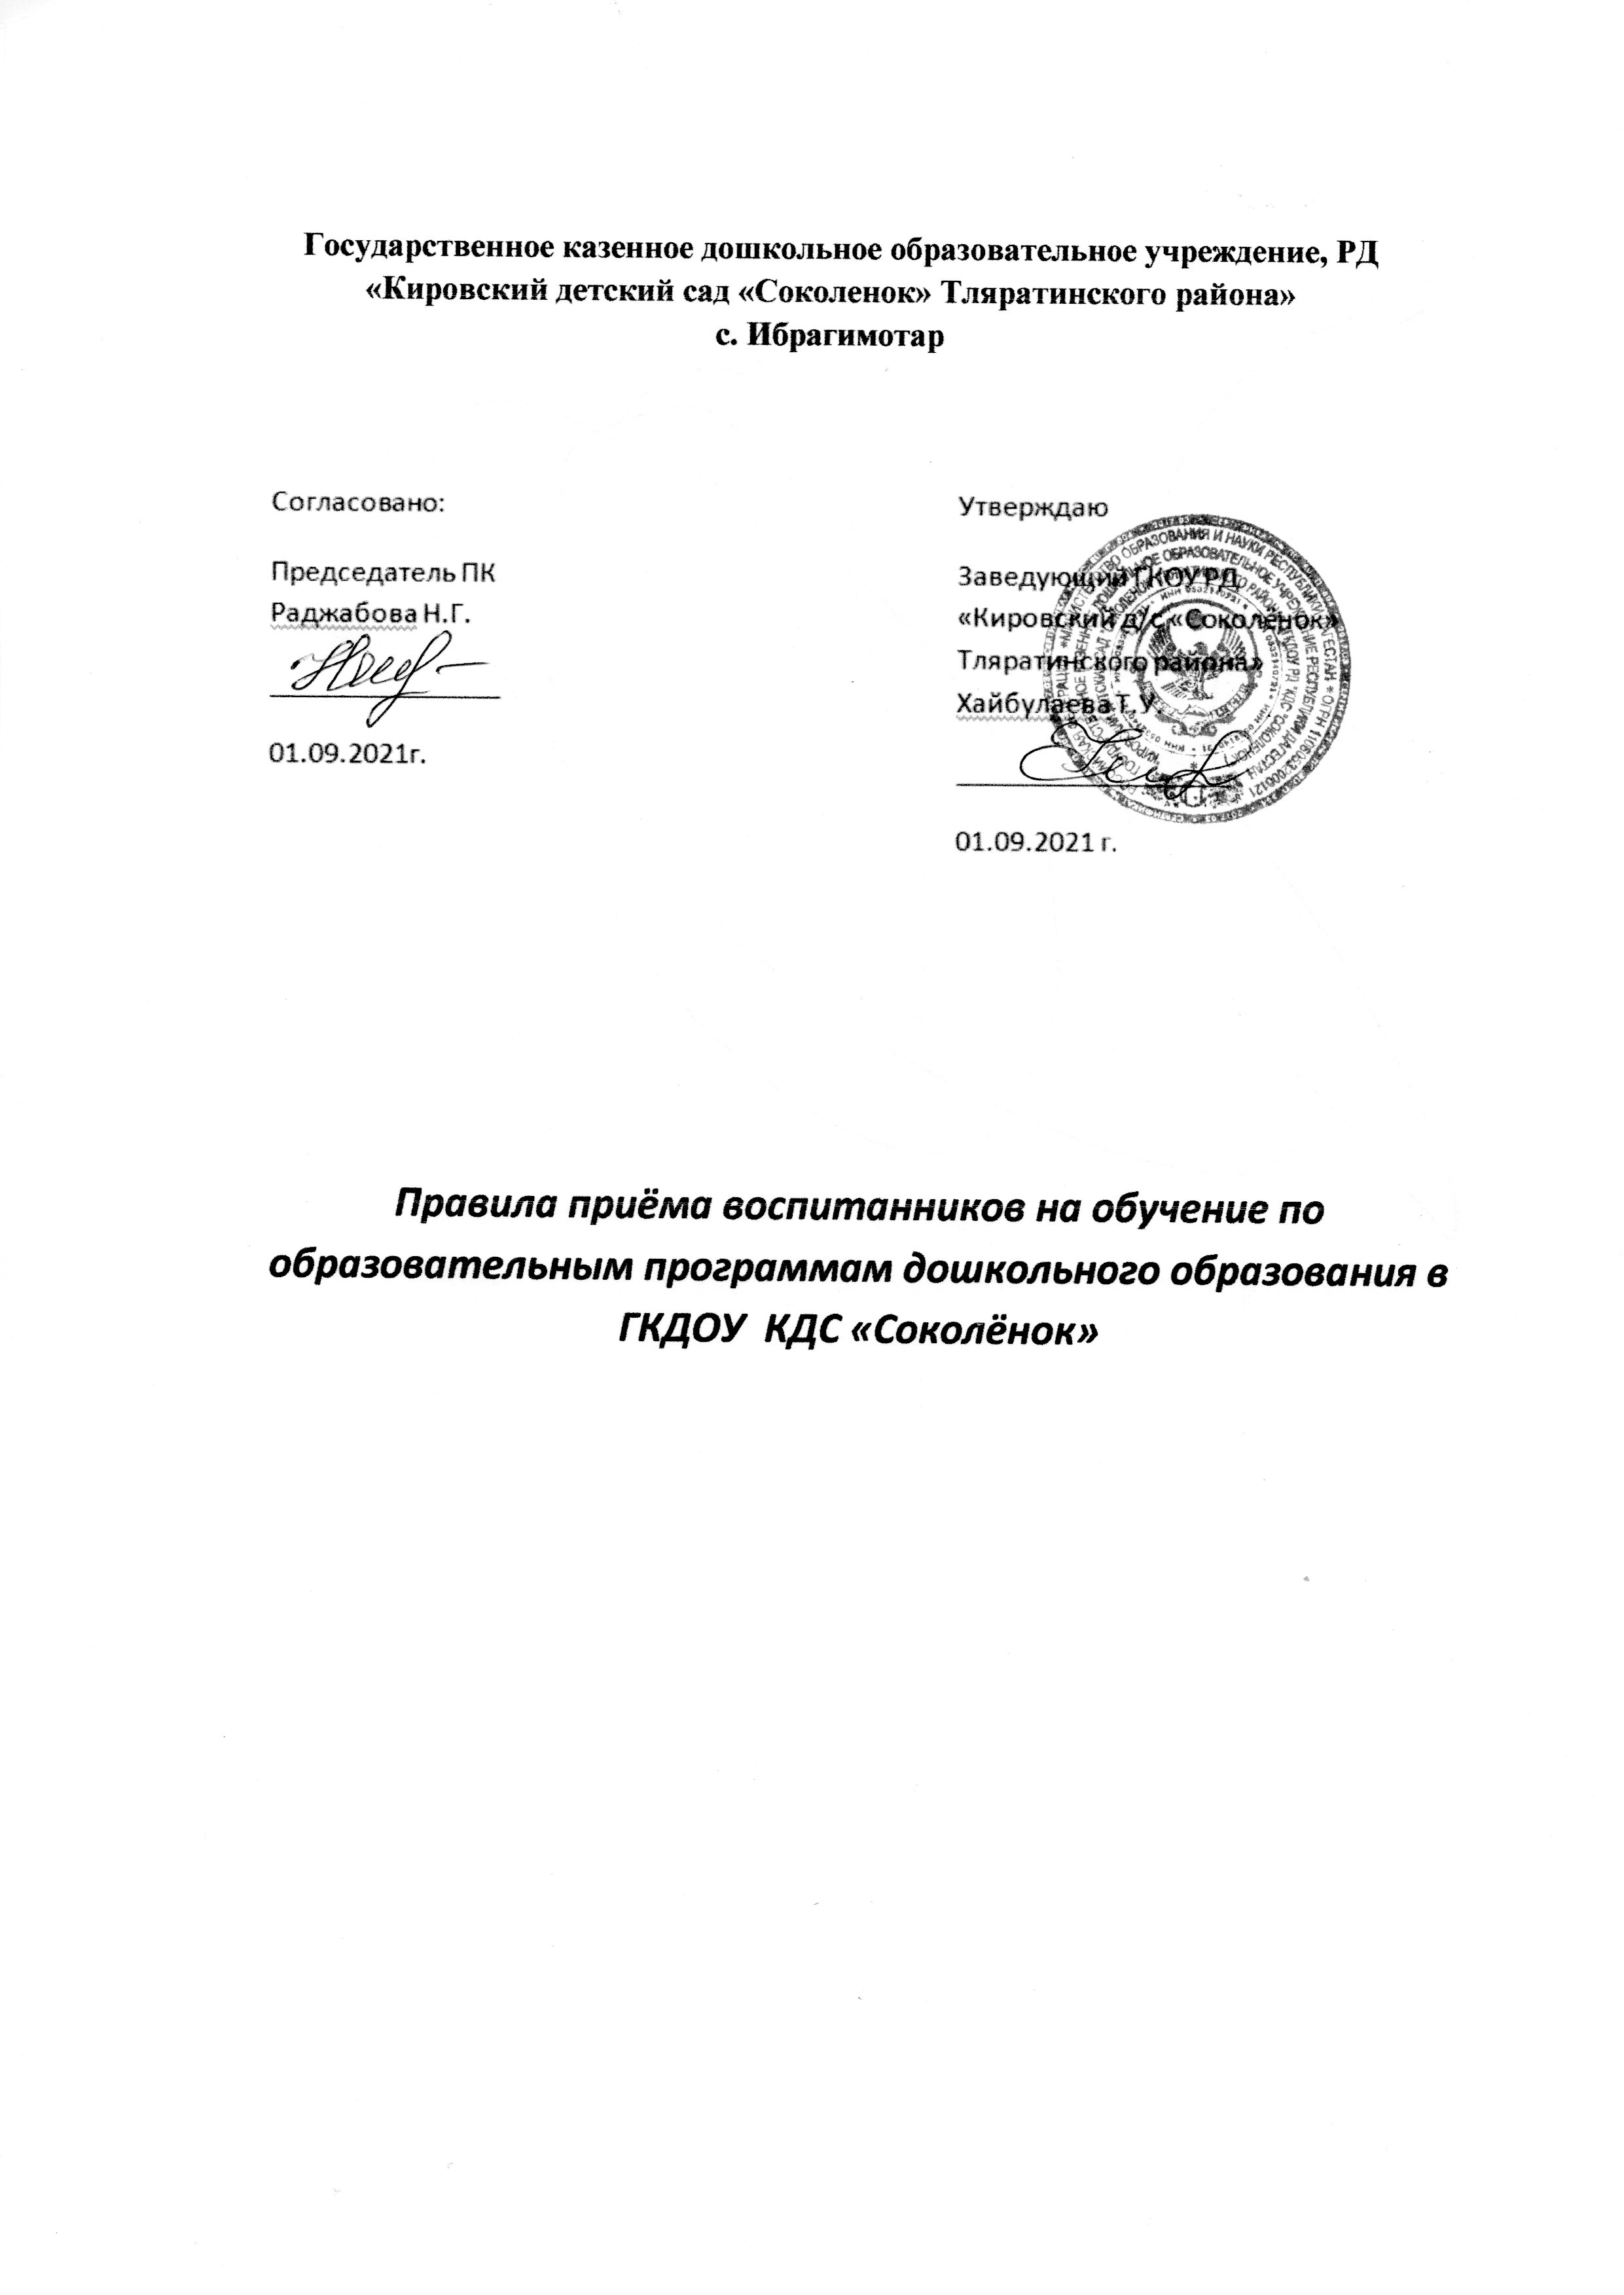 Государственное казенное дошкольное образовательное учреждение, РД
«Кировский детский сад «Соколенок» Тляратинского района»
с. Ибрагимотар
Согласовано:
Председатель ПК
Раджабова Н.Г.
01.09.2021г.
Утверждаю
Заведующий ГКОУ РД
«Кировский д/с «Соколёнок»
Тляратинского района»
Хайбулаева Т.У.
01.09.2021 г.
Правила приёма воспитанников на обучение по
образовательным программам дошкольного образования в
ГКДОУ КДС «Соколёнок»